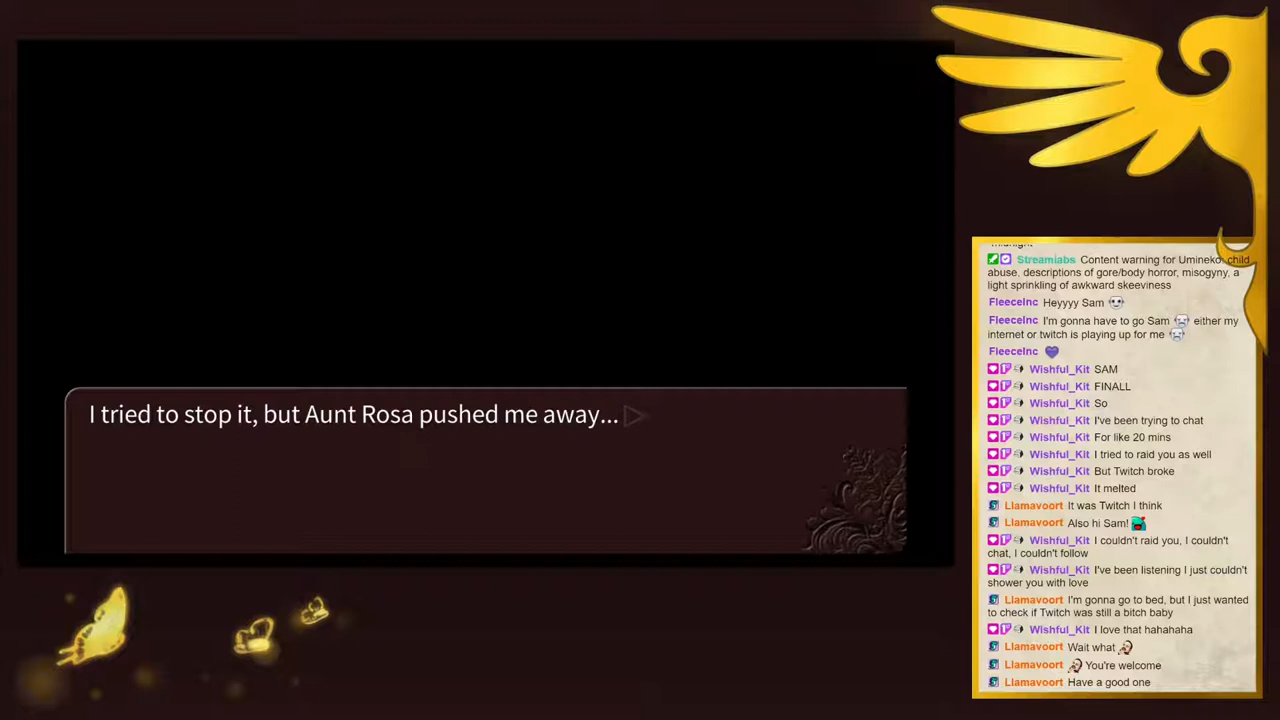 I tried to stop it, but Aunt Rosa pushed me away...
midnight
Streamlabs Content warning for Umineko: child
abuse, descriptions of gore/body horror, misogyny, a
light sprinkling of awkward skeeviness
FleeceInc Heyyyy Sam
FleeceInc I'm gonna have to go Sam either my
internet or twitch is playing up for me
FleeceInc
Wishful_Kit SAM
Wishful_Kit FINALL
Wishful_Kit So
Wishful_Kit I've been trying to chat
Wishful_Kit For like 20 mins
Wishful_Kit I tried to raid you as well
Wishful_Kit But Twitch broke
Wishful_Kit It melted
Llamavoort It was Twitch I think
Llamavoort Also hi Sam!
Wishful_Kit I couldn't raid you, I couldn't
chat, I couldn't follow
Wishful_Kit I've been listening I just couldn't
shower you with love
Llamavoort I'm gonna go to bed, but I just wanted
to check if Twitch was still a bitch baby
Wishful_Kit I love that hahahaha
Llamavoort Wait what
Llamavoort You're welcome
Llamavoort Have a good one